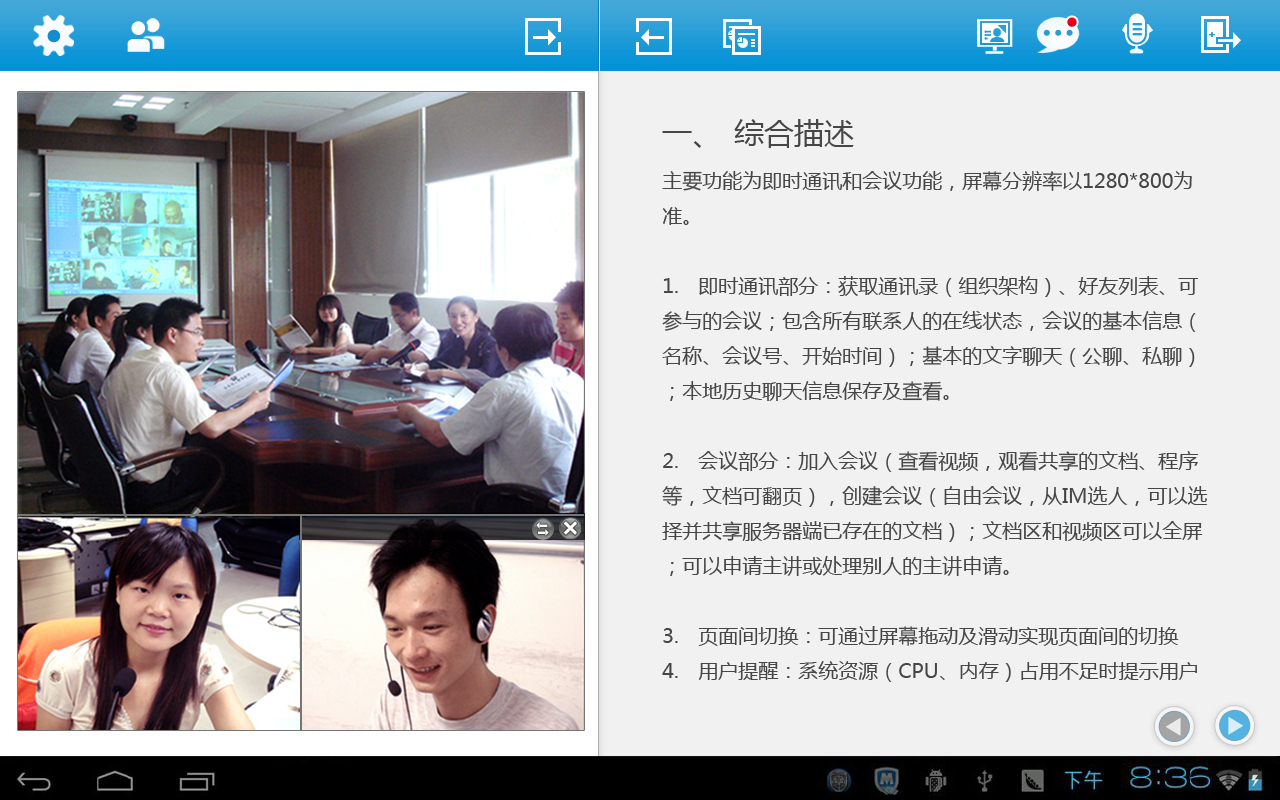 一、 综合描述
主要功能为即时通讯和会议功能，屏幕分辨率以1280*800为
准。
1. 即时通讯部分：获取通讯录（组织架构）、好友列表、可
参与的会议；包含所有联系人的在线状态，会议的基本信息（
名称、会议号、开始时间）；基本的文字聊天（公聊、私聊）
；本地历史聊天信息保存及查看。
2. 会议部分：加入会议（查看视频，观看共享的文档、程序
等，文档可翻页），创建会议（自由会议，从IM选人，可以选
择并共享服务器端已存在的文档）；文档区和视频区可以全屏
；可以申请主讲或处理别人的主讲申请。
3. 页面间切换：可通过屏幕拖动及滑动实现页面间的切换
4. 用户提醒：系统资源（CPU、内存）占用不足时提示用户
下午 8:36